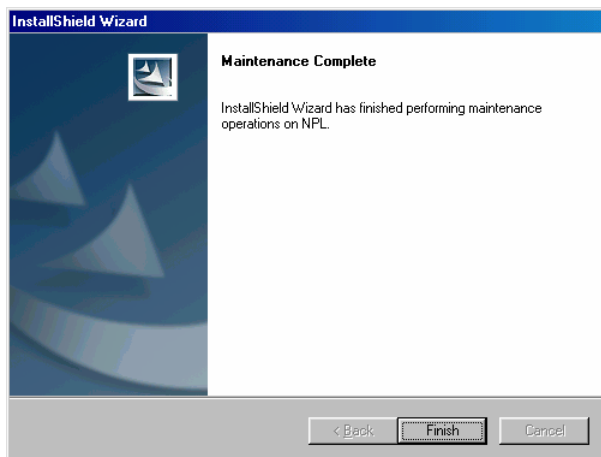 InstallShield Wizard
Maintenance Complete
InstallShield Wizard has finished performing maintenance
operations on NPL.
< Back
Finish
Cancel